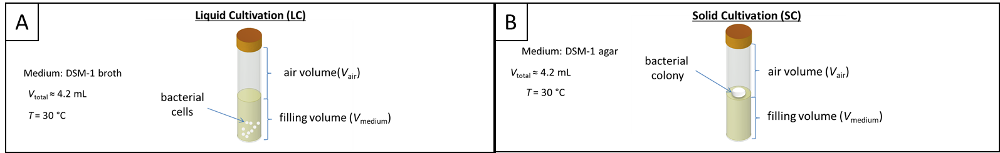 A
Liquid Cultivation (LC)
Medium: DSM-1 broth
Vtotal ≈ 4.2 mL
T = 30 °C
bacterial
cells
air volume(Vair)
filling volume (Vmedium)
B
Solid Cultivation (SC)
Medium: DSM-1 agar
Vtotal ≈ 4.2 mL
T = 30 °C
bacterial
colony
air volume (Vair)
filling volume (Vmedium)